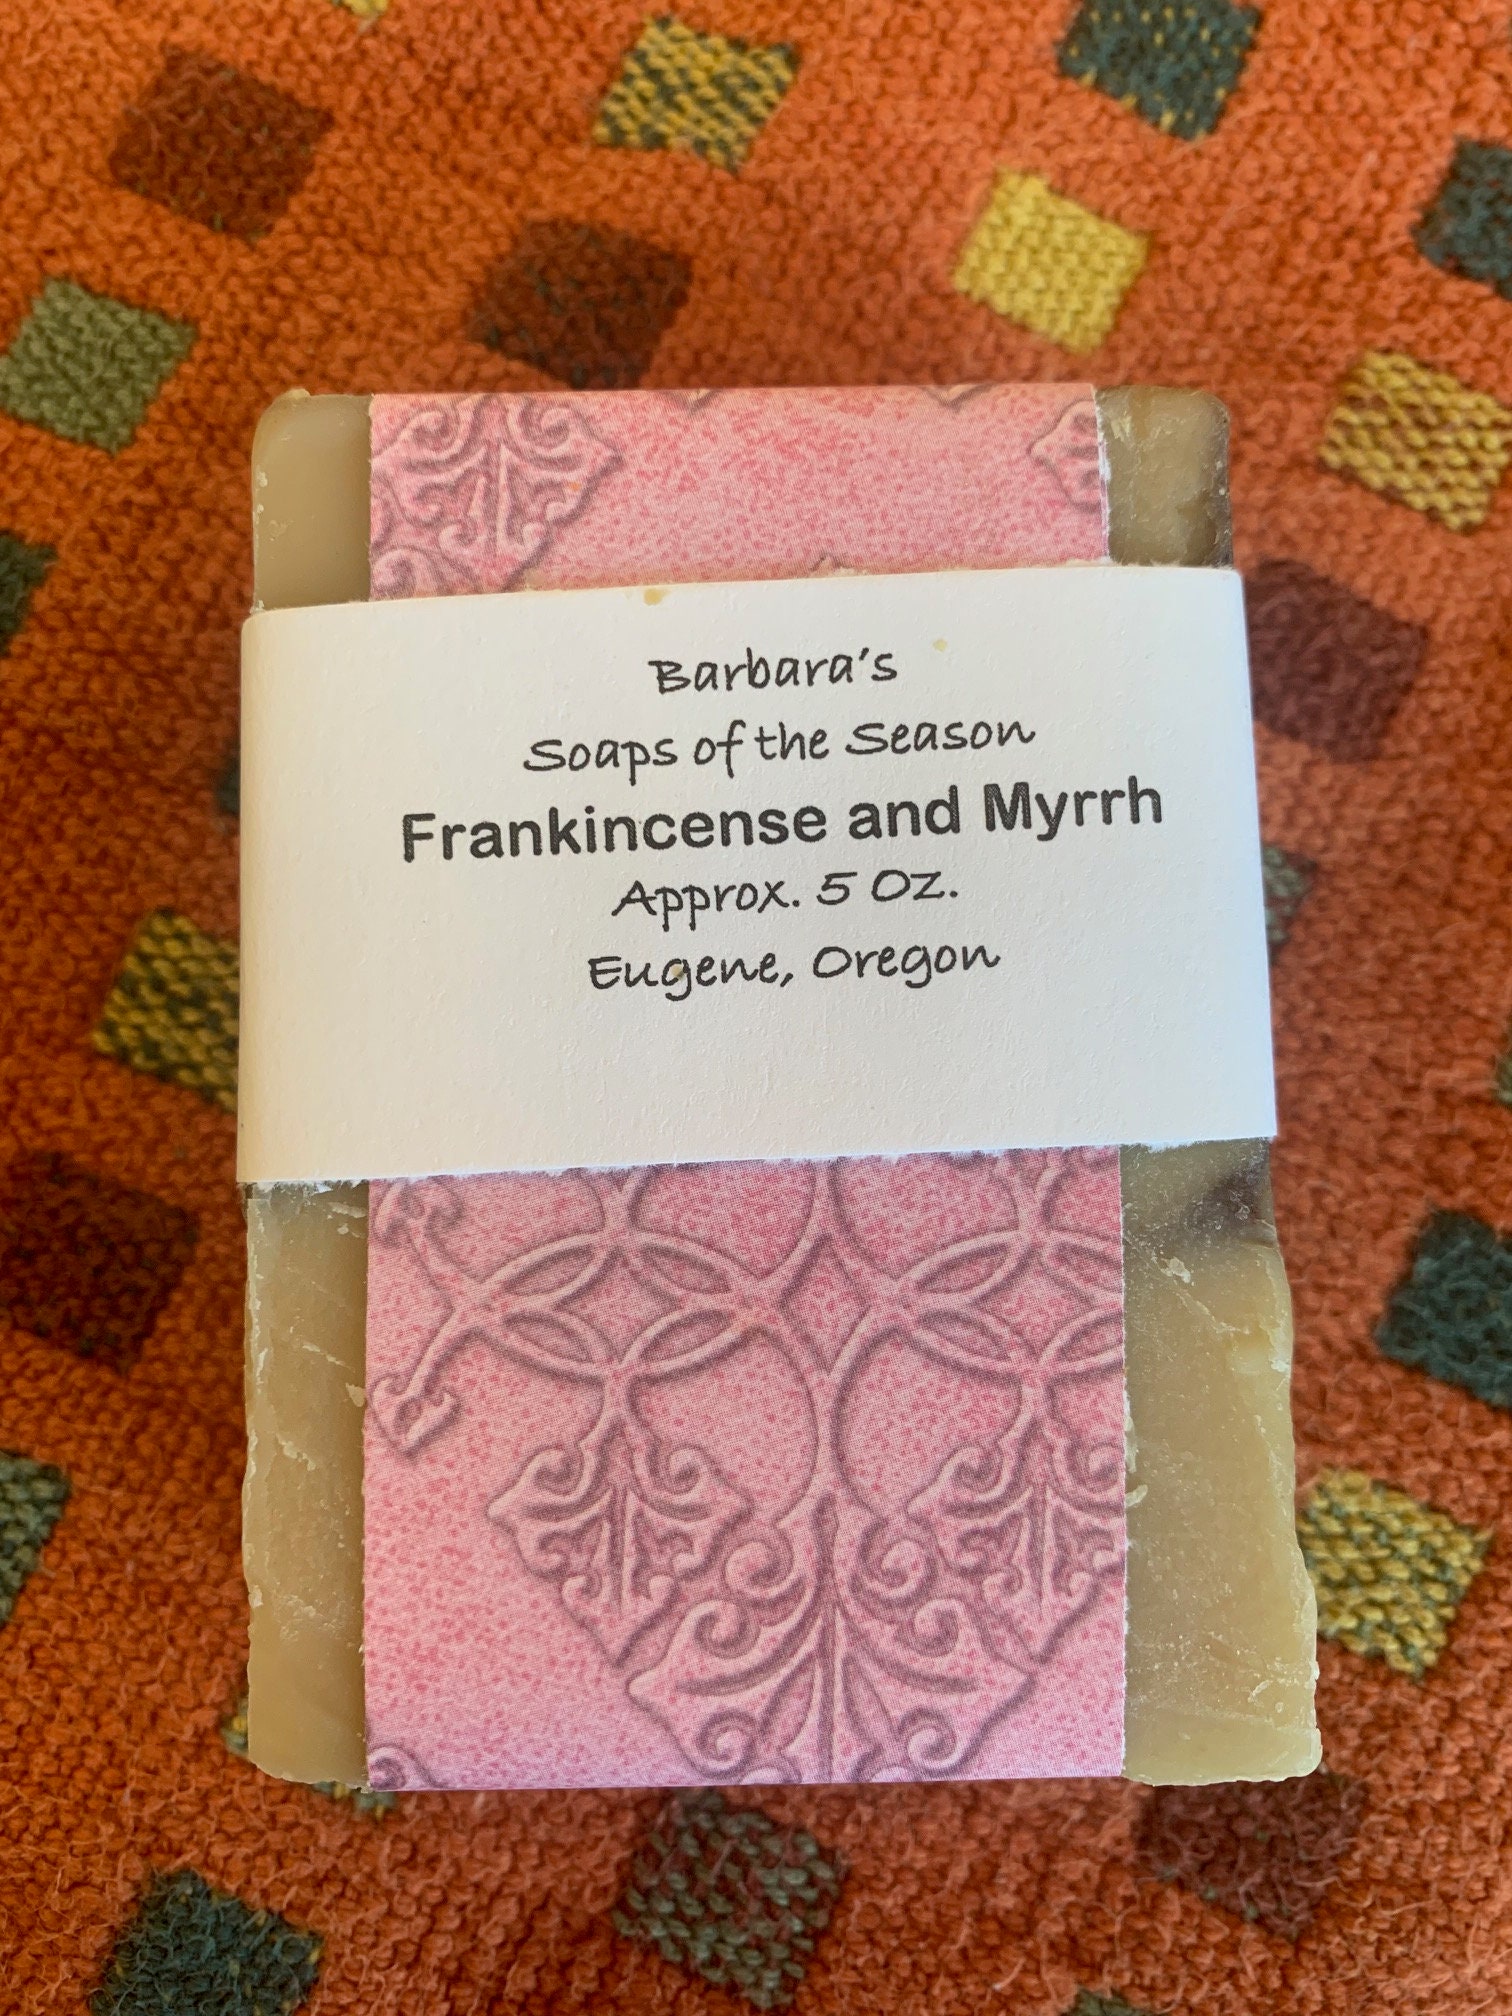 Barbara's
Soaps of the Season
Frankincense and Myrrh
Approx. 5 Oz.
Eugene, Oregon